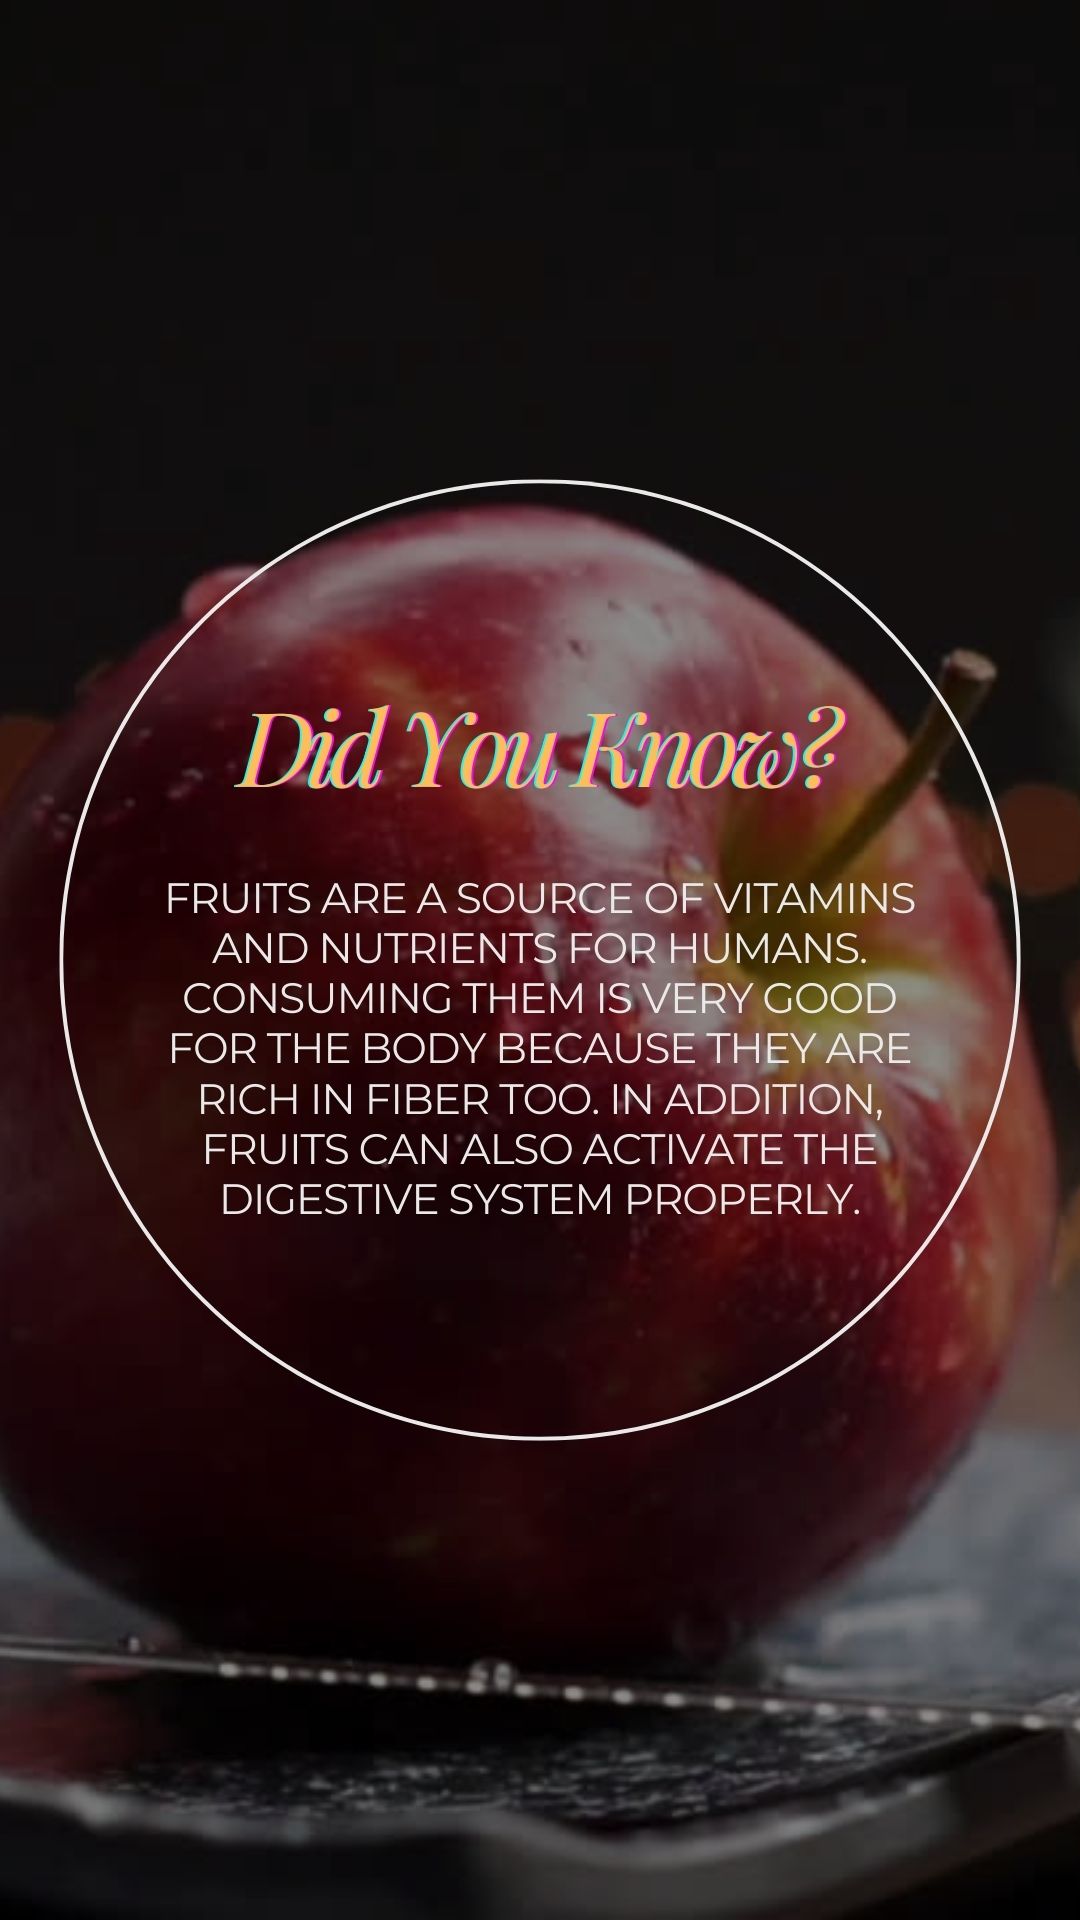 Did You Know?
FRUITS ARE A SOURCE OF VITAMINS
AND NUTRIENTS FOR HUMANS.
CONSUMING THEM IS VERY GOOD
FOR THE BODY BECAUSE THEY ARE
RICH IN FIBER TOO. IN ADDITION,
FRUITS CAN ALSO ACTIVATE THE
DIGESTIVE SYSTEM PROPERLY.